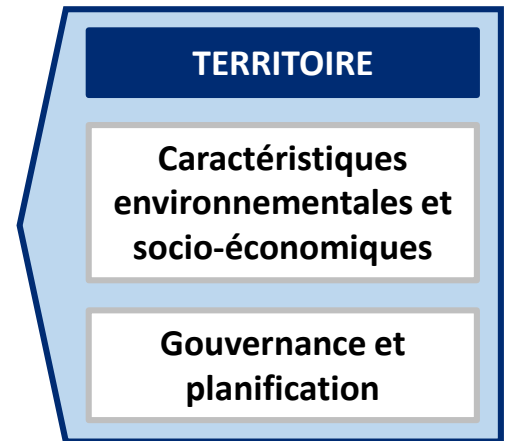 TERRITOIRE
Caractéristiques
environnementales et
socio-économiques
Gouvernance et
planification